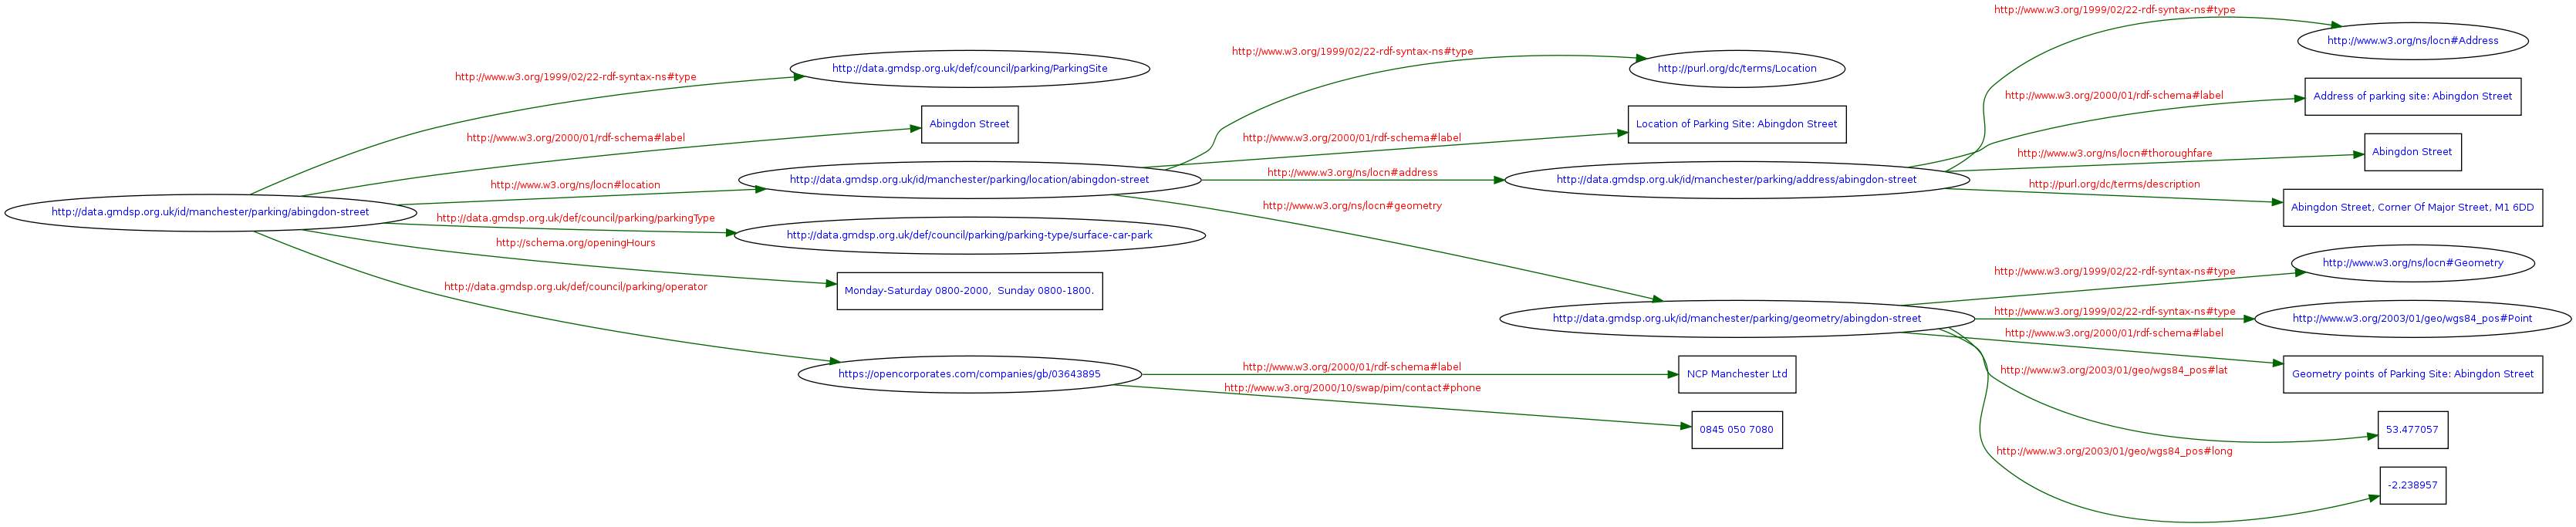 http://data.gmdsp.org.uk/id/manchester/parking/abingdon-street
http://www.w3.org/1999/02/22-rdf-syntax-ns#type
http://www.w3.org/2000/01/rdf-schema#label
http://www.w3.org/ns/locn#location
http://data.gmdsp.org.uk/def/council/parking/parkingType
http://schema.org/openingHours
http://data.gmdsp.org.uk/def/council/parking/operator
http://data.gmdsp.org.uk/def/council/parking/ParkingSite
Abingdon Street
http://data.gmdsp.org.uk/id/manchester/parking/location/abingdon-street
http://data.gmdsp.org.uk/def/council/parking/parking-type/surface-car-park
Monday-Saturday 0800-2000,  Sunday 0800-1800.
https://opencorporates.com/companies/gb/03643895
http://www.w3.org/1999/02/22-rdf-syntax-ns#type
http://www.w3.org/2000/01/rdf-schema#label
http://www.w3.org/ns/locn#address
http://www.w3.org/ns/locn#geometry
http://www.w3.org/2000/01/rdf-schema#label
http://www.w3.org/2000/10/swap/pim/contact#phone
http://purl.org/dc/terms/Location
Location of Parking Site: Abingdon Street
http://data.gmdsp.org.uk/id/manchester/parking/address/abingdon-street
http://data.gmdsp.org.uk/id/manchester/parking/geometry/abingdon-street
NCP Manchester Ltd
0845 050 7080
http://www.w3.org/1999/02/22-rdf-syntax-ns#type
http://www.w3.org/2000/01/rdf-schema#label
http://www.w3.org/ns/locn#thoroughfare
http://purl.org/dc/terms/description
http://www.w3.org/1999/02/22-rdf-syntax-ns#type
http://www.w3.org/1999/02/22-rdf-syntax-ns#type
http://www.w3.org/2000/01/rdf-schema#label
http://www.w3.org/2003/01/geo/wgs84_pos#lat
http://www.w3.org/2003/01/geo/wgs84_pos#long
http://www.w3.org/ns/locn#Address
Address of parking site: Abingdon Street
Abingdon Street
Abingdon Street, Corner Of Major Street, M1 6DD
http://www.w3.org/ns/locn#Geometry
http://www.w3.org/2003/01/geo/wgs84_pos#Point
Geometry points of Parking Site: Abingdon Street
53.477057
-2.238957